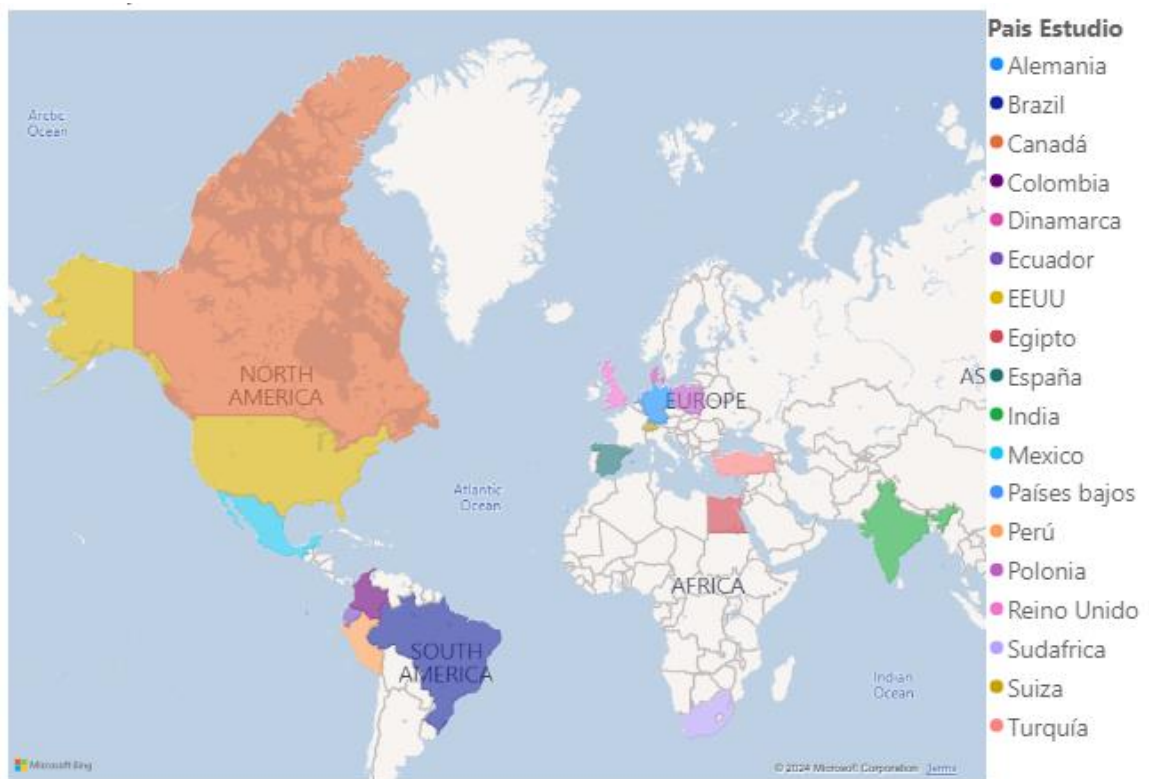 Arctic
Ocean
NORTH
AMERICA
EUROPE
AS
Atlantic
Ocean
AFRICA
SOUTH
AMERICA
Indian
Ocean
Microsoft Bing
© 2024 Microsoft Corporation Terms
Pais Estudio
Alemania
Brazil
Canadá
Colombia
Dinamarca
Ecuador
EEUU
Egipto
España
India
Mexico
Países bajos
Perú
Polonia
Reino Unido
Sudafrica
Suiza
Turquía